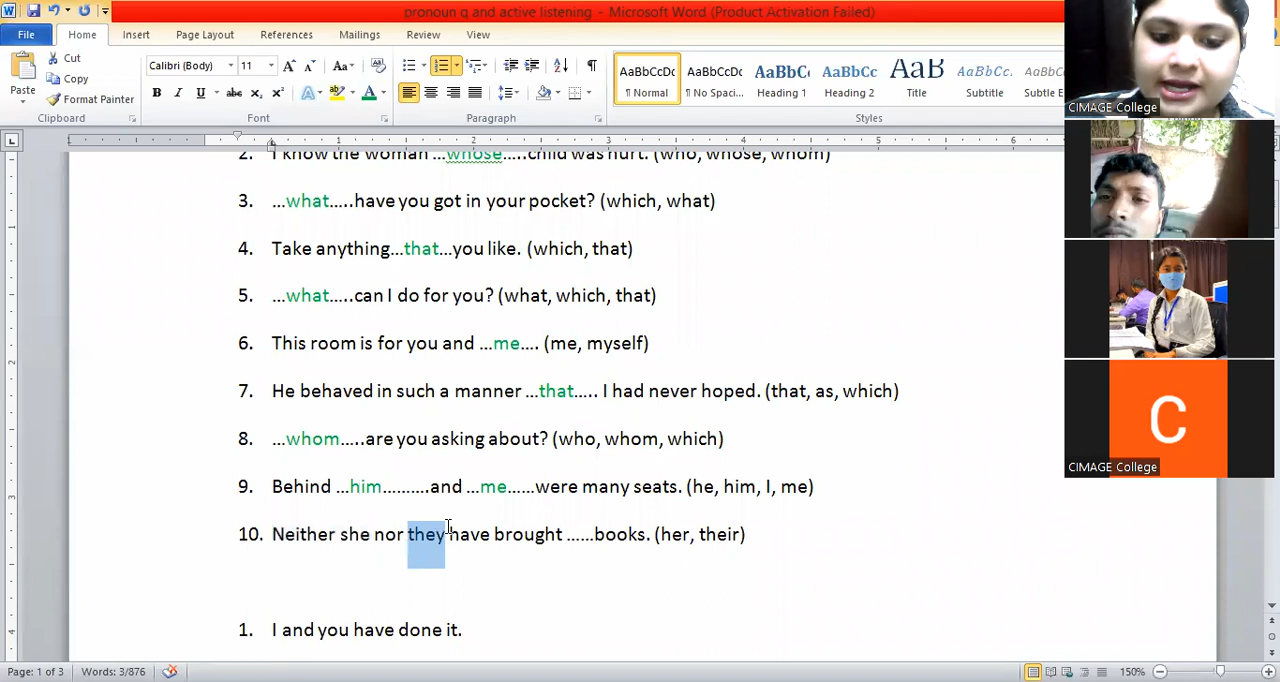 pronoun q and active listening - Microsoft Word (Product Activation Failed)
File Home Insert Page Layout References Mailings Review View
Cut
Copy
Format Painter
Paste
Clipboard
Calibri (Body) 11
Font
Paragraph
AaBbCcDc AaBbCcDc AaBbC AaBbCc AaB AaBbCcL AaBbCc
¶ Normal ¶ No Spaci... Heading 1 Heading 2 Title Subtitle Subtle E
Styles
CIMAGE College
2. I know the woman ...whose.....child was hurt. (who, whose, whom)
3. ...what.....have you got in your pocket? (which, what)
4. Take anything...that...you like. (which, that)
5. ...what.....can I do for you? (what, which, that)
6. This room is for you and ...me.... (me, myself)
7. He behaved in such a manner ...that..... I had never hoped. (that, as, which)
8. ...whom.....are you asking about? (who, whom, which)
9. Behind ...him..........and ...me......were many seats. (he, him, I, me)
10. Neither she nor they have brought ......books. (her, their)
1. I and you have done it.
C
CIMAGE College
Page: 1 of 3 Words: 3/876 150%